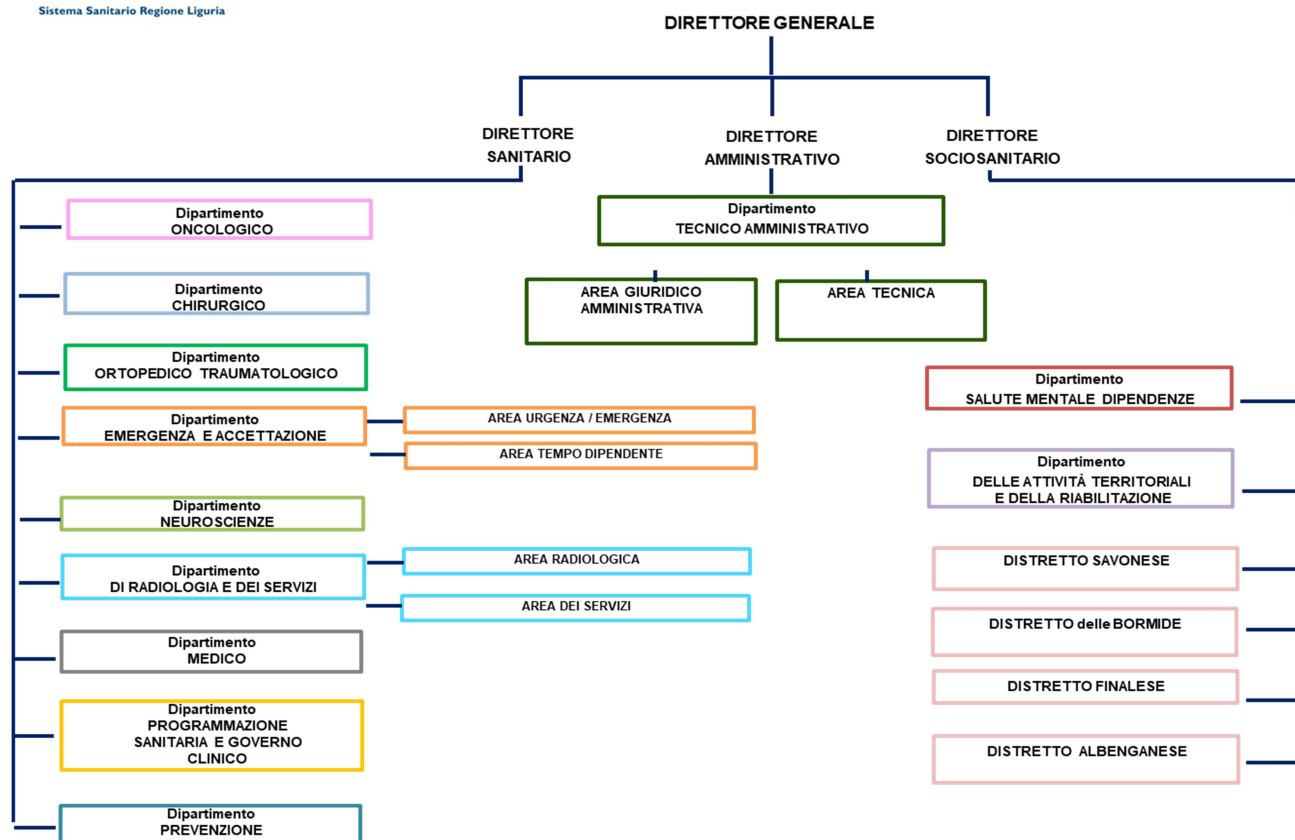 Sistema Sanitario Regione Liguria
DIRETTORE GENERALE
DIRETTORE
SANITARIO
DIRETTORE
AMMINISTRATIVO
DIRETTORE
SOCIOSANITARIO
Dipartimento
ONCOLOGICO
Dipartimento
CHIRURGICO
Dipartimento
ORTOPEDICO TRAUMATOLOGICO
Dipartimento
EMERGENZA E ACCETTAZIONE
AREA URGENZA / EMERGENZA
AREA TEMPO DIPENDENTE
Dipartimento
NEUROSCIENZE
Dipartimento
DI RADIOLOGIA E DEI SERVIZI
AREA RADIOLOGICA
AREA DEI SERVIZI
Dipartimento
MEDICO
Dipartimento
PROGRAMMAZIONE
SANITARIA E GOVERNO
CLINICO
Dipartimento
PREVENZIONE
Dipartimento
TECNICO AMMINISTRATIVO
AREA GIURIDICO
AMMINISTRATIVA
AREA TECNICA
Dipartimento
SALUTE MENTALE DIPENDENZE
Dipartimento
DELLE ATTIVITÀ TERRITORIALI
E DELLA RIABILITAZIONE
DISTRETTO SAVONESE
DISTRETTO delle BORMIDE
DISTRETTO FINALESE
DISTRETTO ALBENGANESE